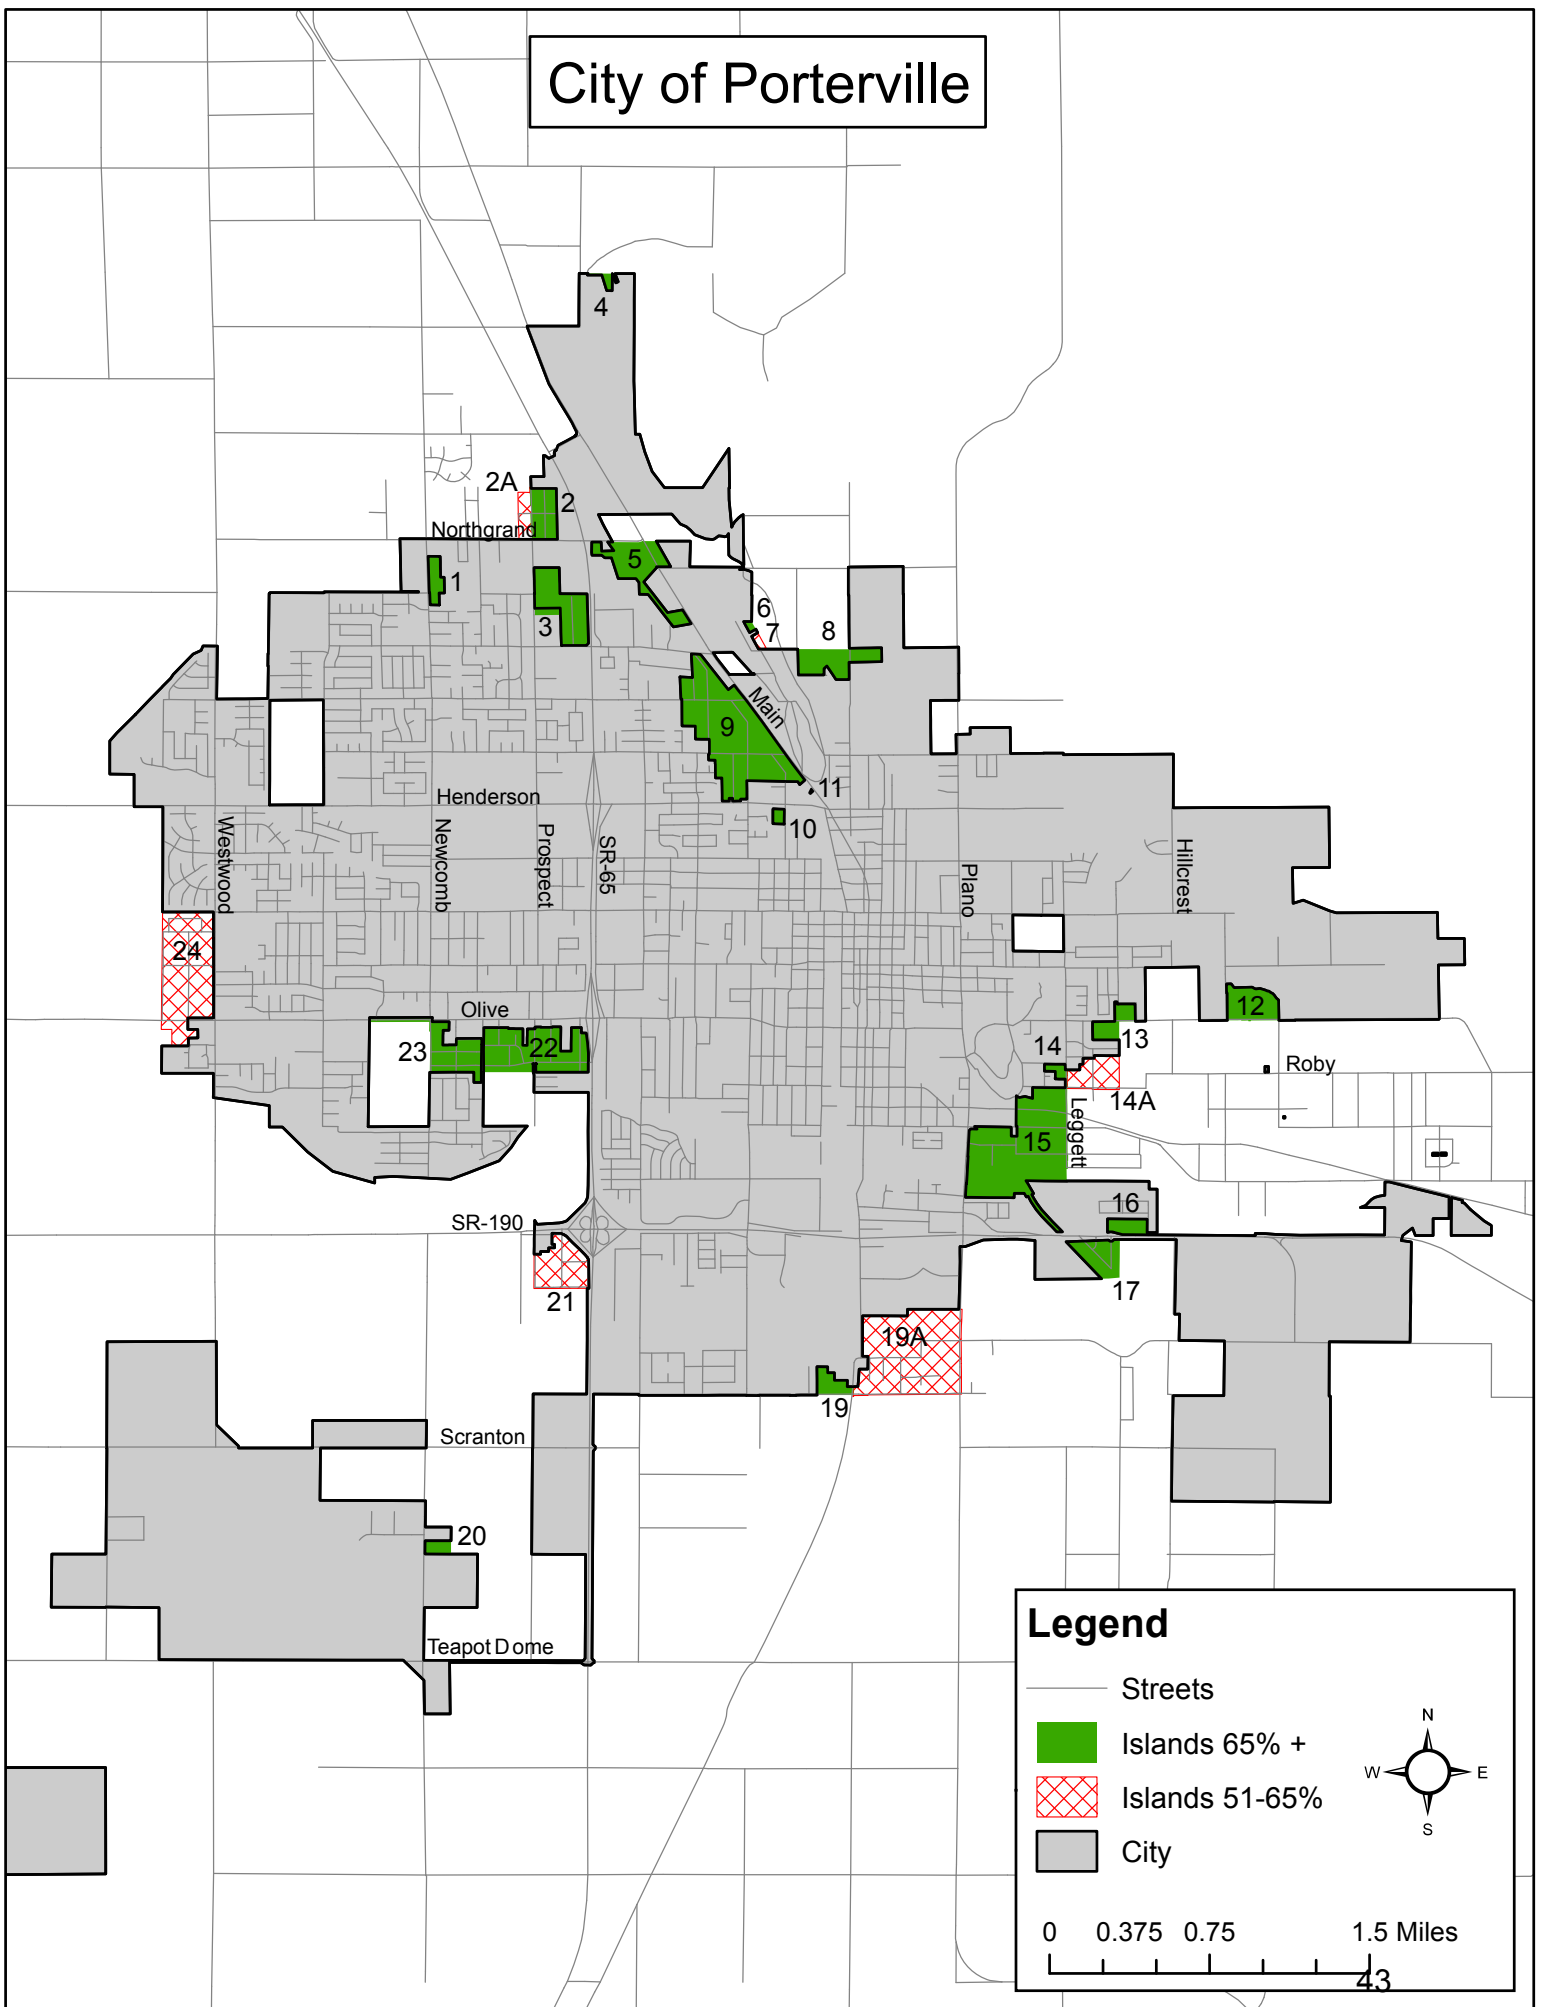 City of Porterville
4
2A
2
Northgrand
5
1
3
6
7
8
Main
9
11
Henderson
10
Westwood
Newcomb
Prospect
SR-65
Plano
Hillcrest
24
Olive
12
23
22
13
14
Roby
14A
Leggett
15
16
SR-190
17
21
19A
19
Scranton
20
Teapot Dome
Legend
Streets
Islands 65% +
Islands 51-65%
City
N
W
E
S
0 0.375 0.75 1.5 Miles
43